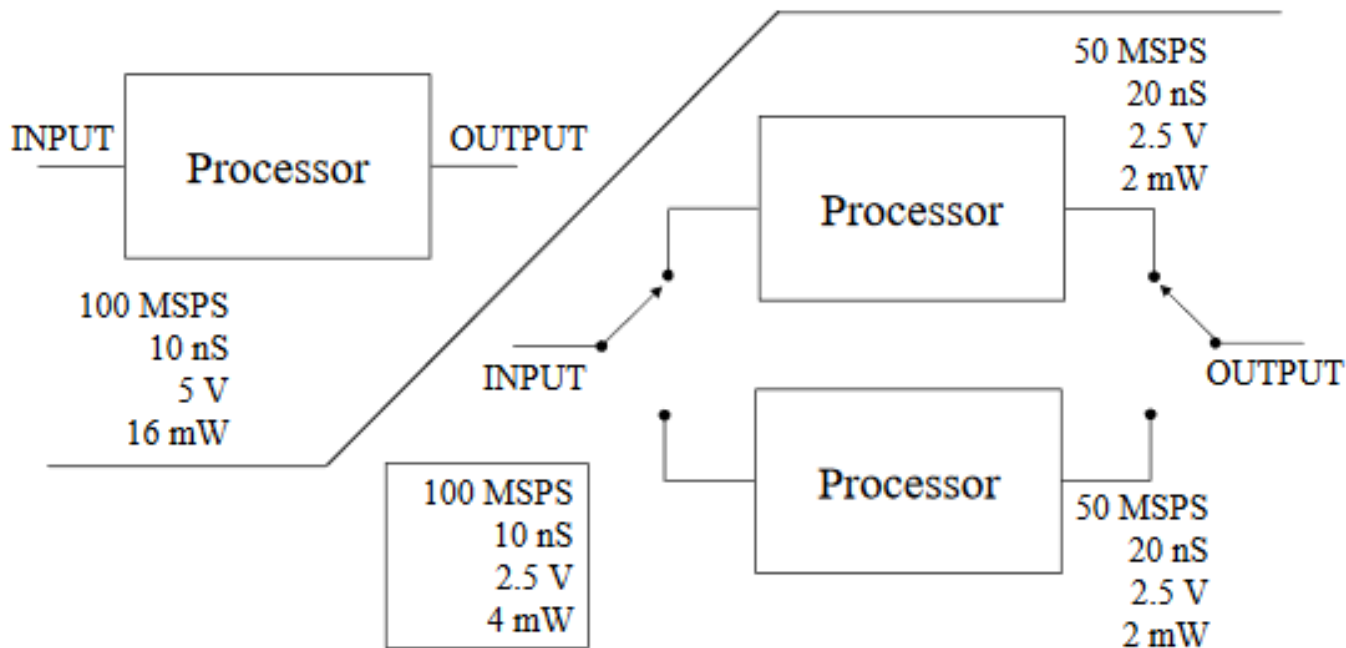 INPUT
Processor
OUTPUT
100 MSPS
10 nS
5 V
16 mW
50 MSPS
20 nS
2.5 V
2 mW
Processor
INPUT
OUTPUT
Processor
50 MSPS
20 nS
2.5 V
2 mW
100 MSPS
10 nS
2.5 V
4 mW